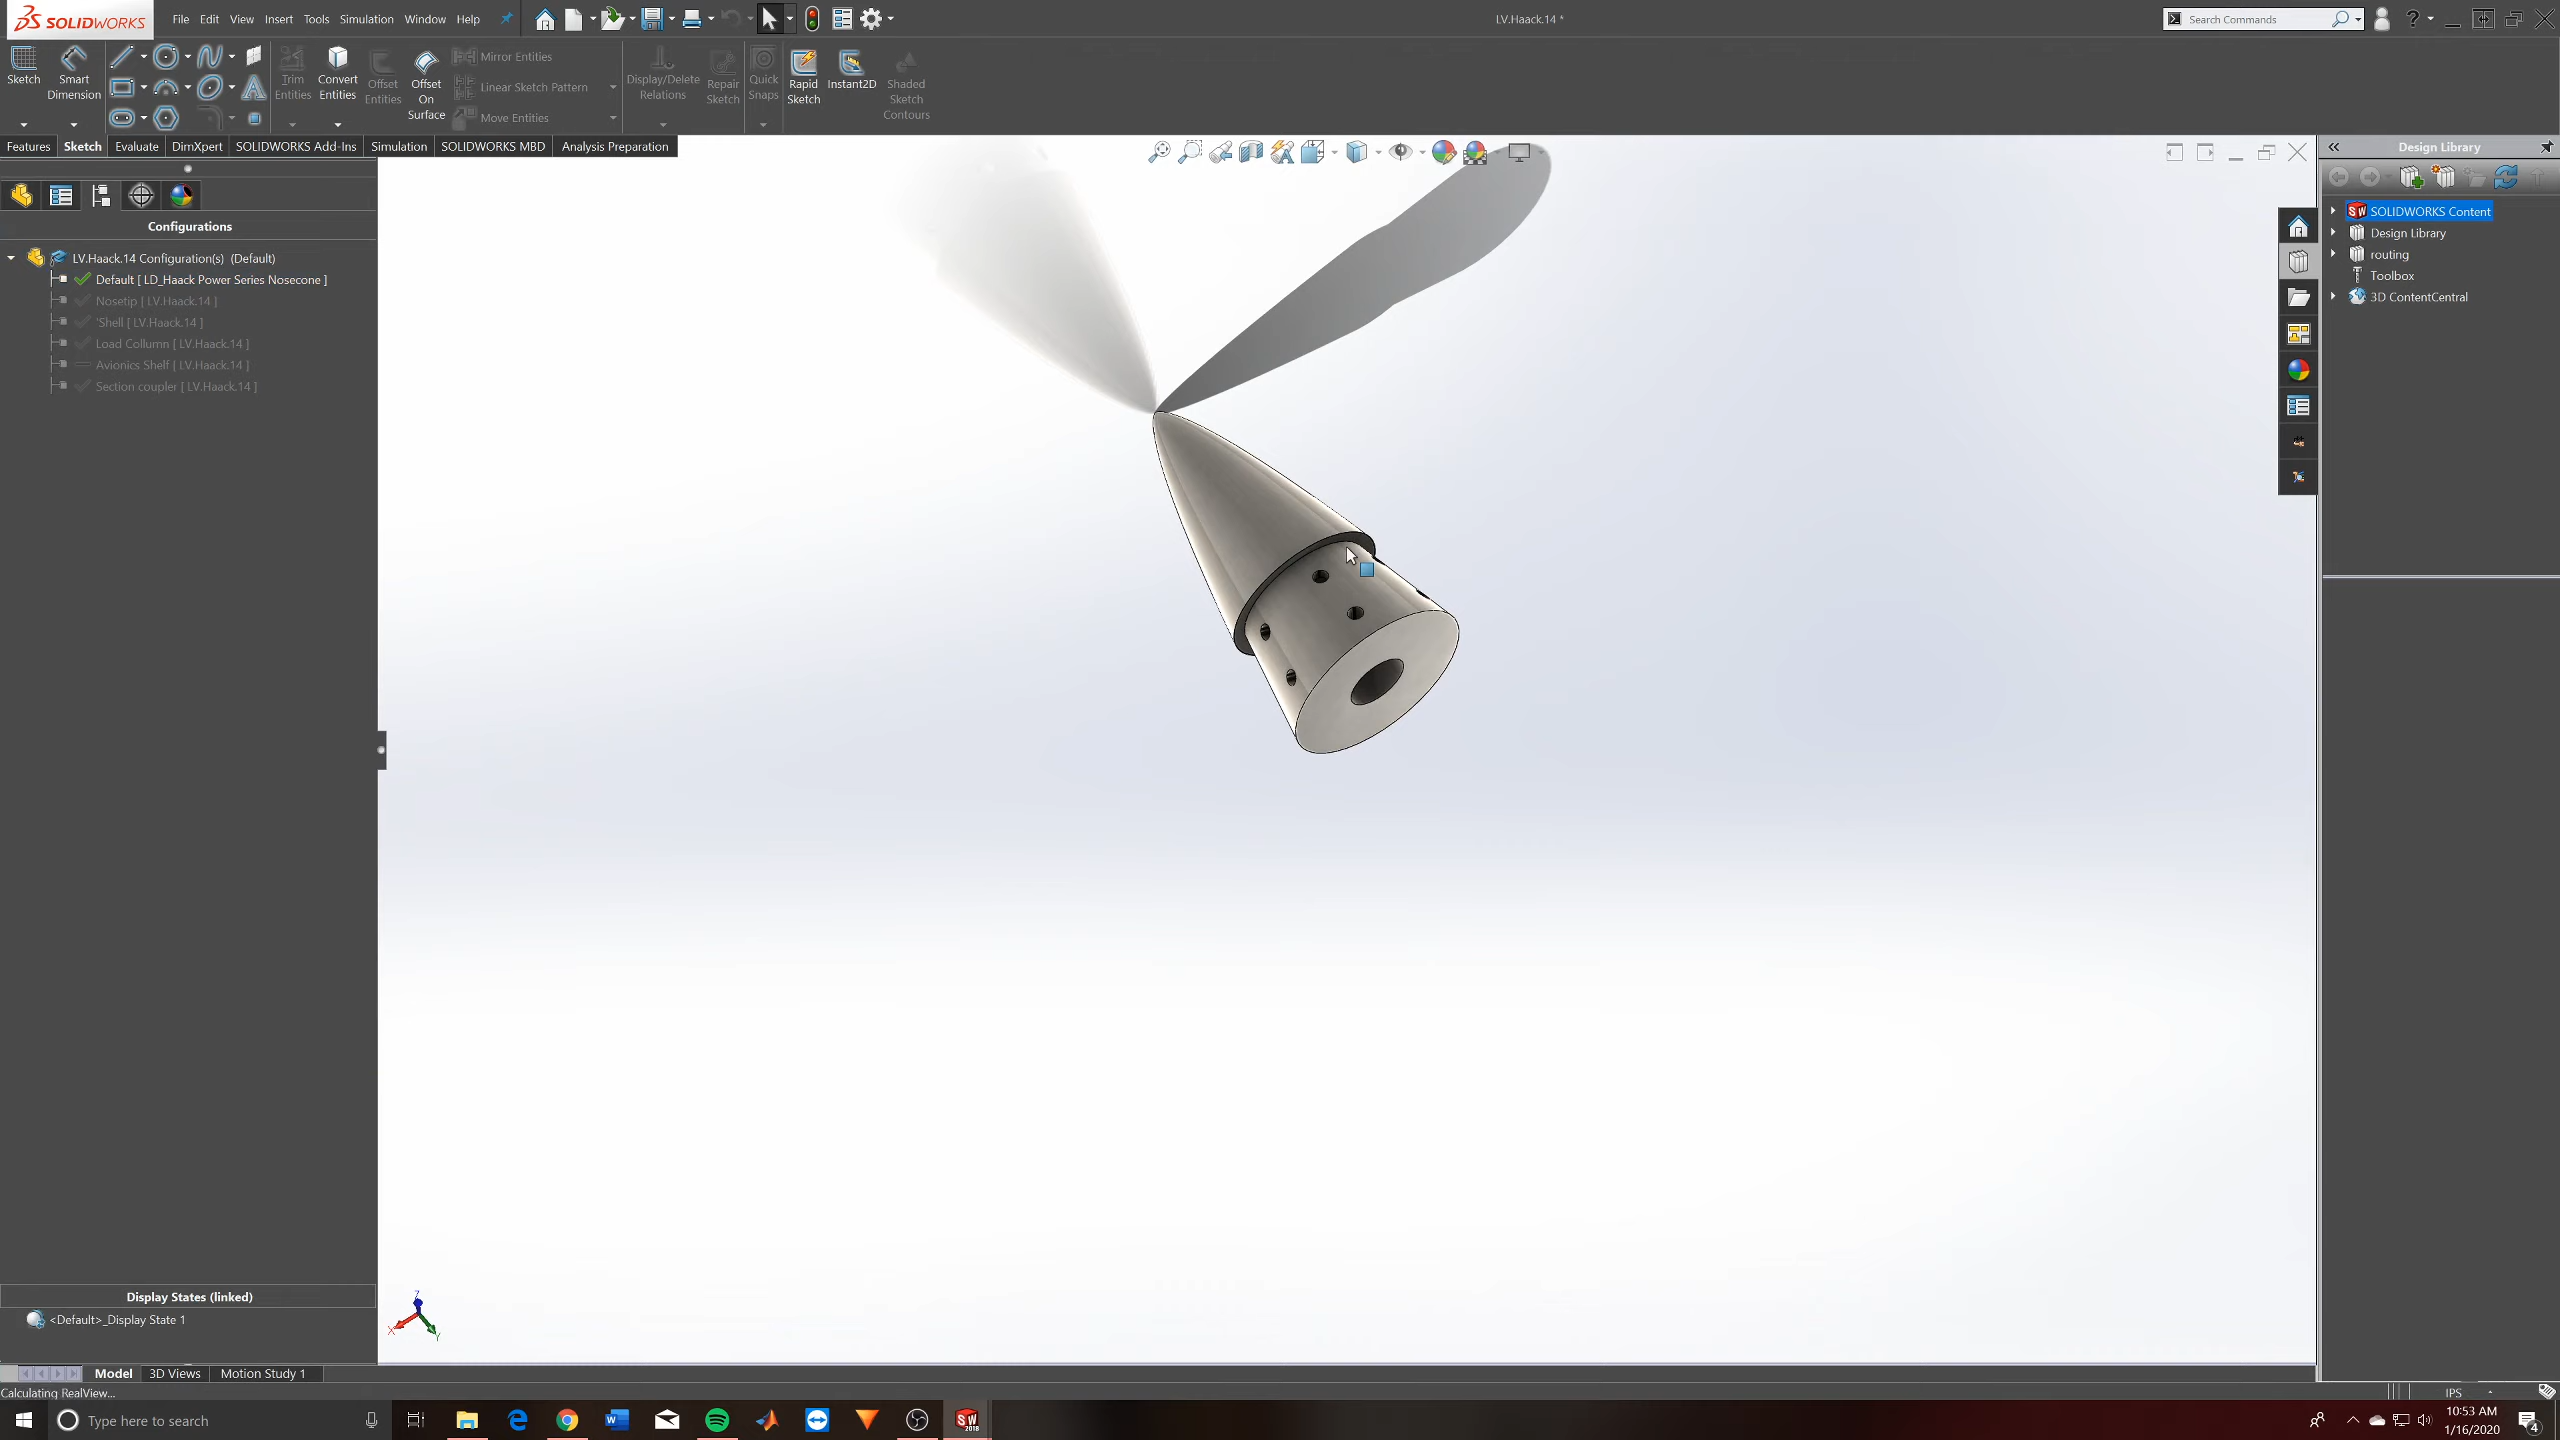 SOLIDWORKS File Edit View Insert Tools Simulation Window Help LV.Haack.14 * Search Commands ?
Sketch Smart Dimension Trim Entities Convert Entities Offset Entities Offset On Surface Mirror Entities Linear Sketch Pattern Move Entities Display/Delete Relations Repair Sketch Quick Snaps Rapid Sketch Instant2D Shaded Sketch Contours
Features Sketch Evaluate DimXpert SOLIDWORKS Add-Ins Simulation SOLIDWORKS MBD Analysis Preparation
Configurations
LV.Haack.14 Configuration(s) (Default)
Default [ LD_Haack Power Series Nosecone ]
Nosetip [ LV.Haack.14 ]
'Shell [ LV.Haack.14 ]
Load Collumn [ LV.Haack.14 ]
Avionics Shelf [ LV.Haack.14 ]
Section coupler [ LV.Haack.14 ]
Design Library
SOLIDWORKS Content
Design Library
routing
Toolbox
3D ContentCentral
Display States (linked)
<Default>_Display State 1
Z
X
Y
Model 3D Views Motion Study 1
Calculating RealView... IPS
Type here to search
SW 2018
10:53 AM
1/16/2020
4